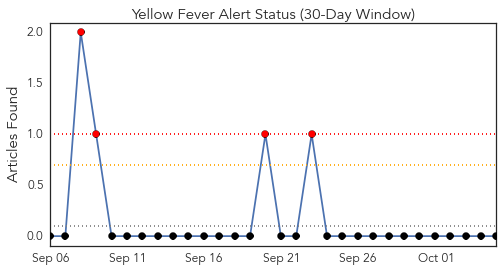 Yellow Fever Alert Status (30-Day Window)
Articles Found
2.0
1.5
1.0
0.5
0.0
Sep 06 Sep 11 Sep 16 Sep 21 Sep 26 Oct 01